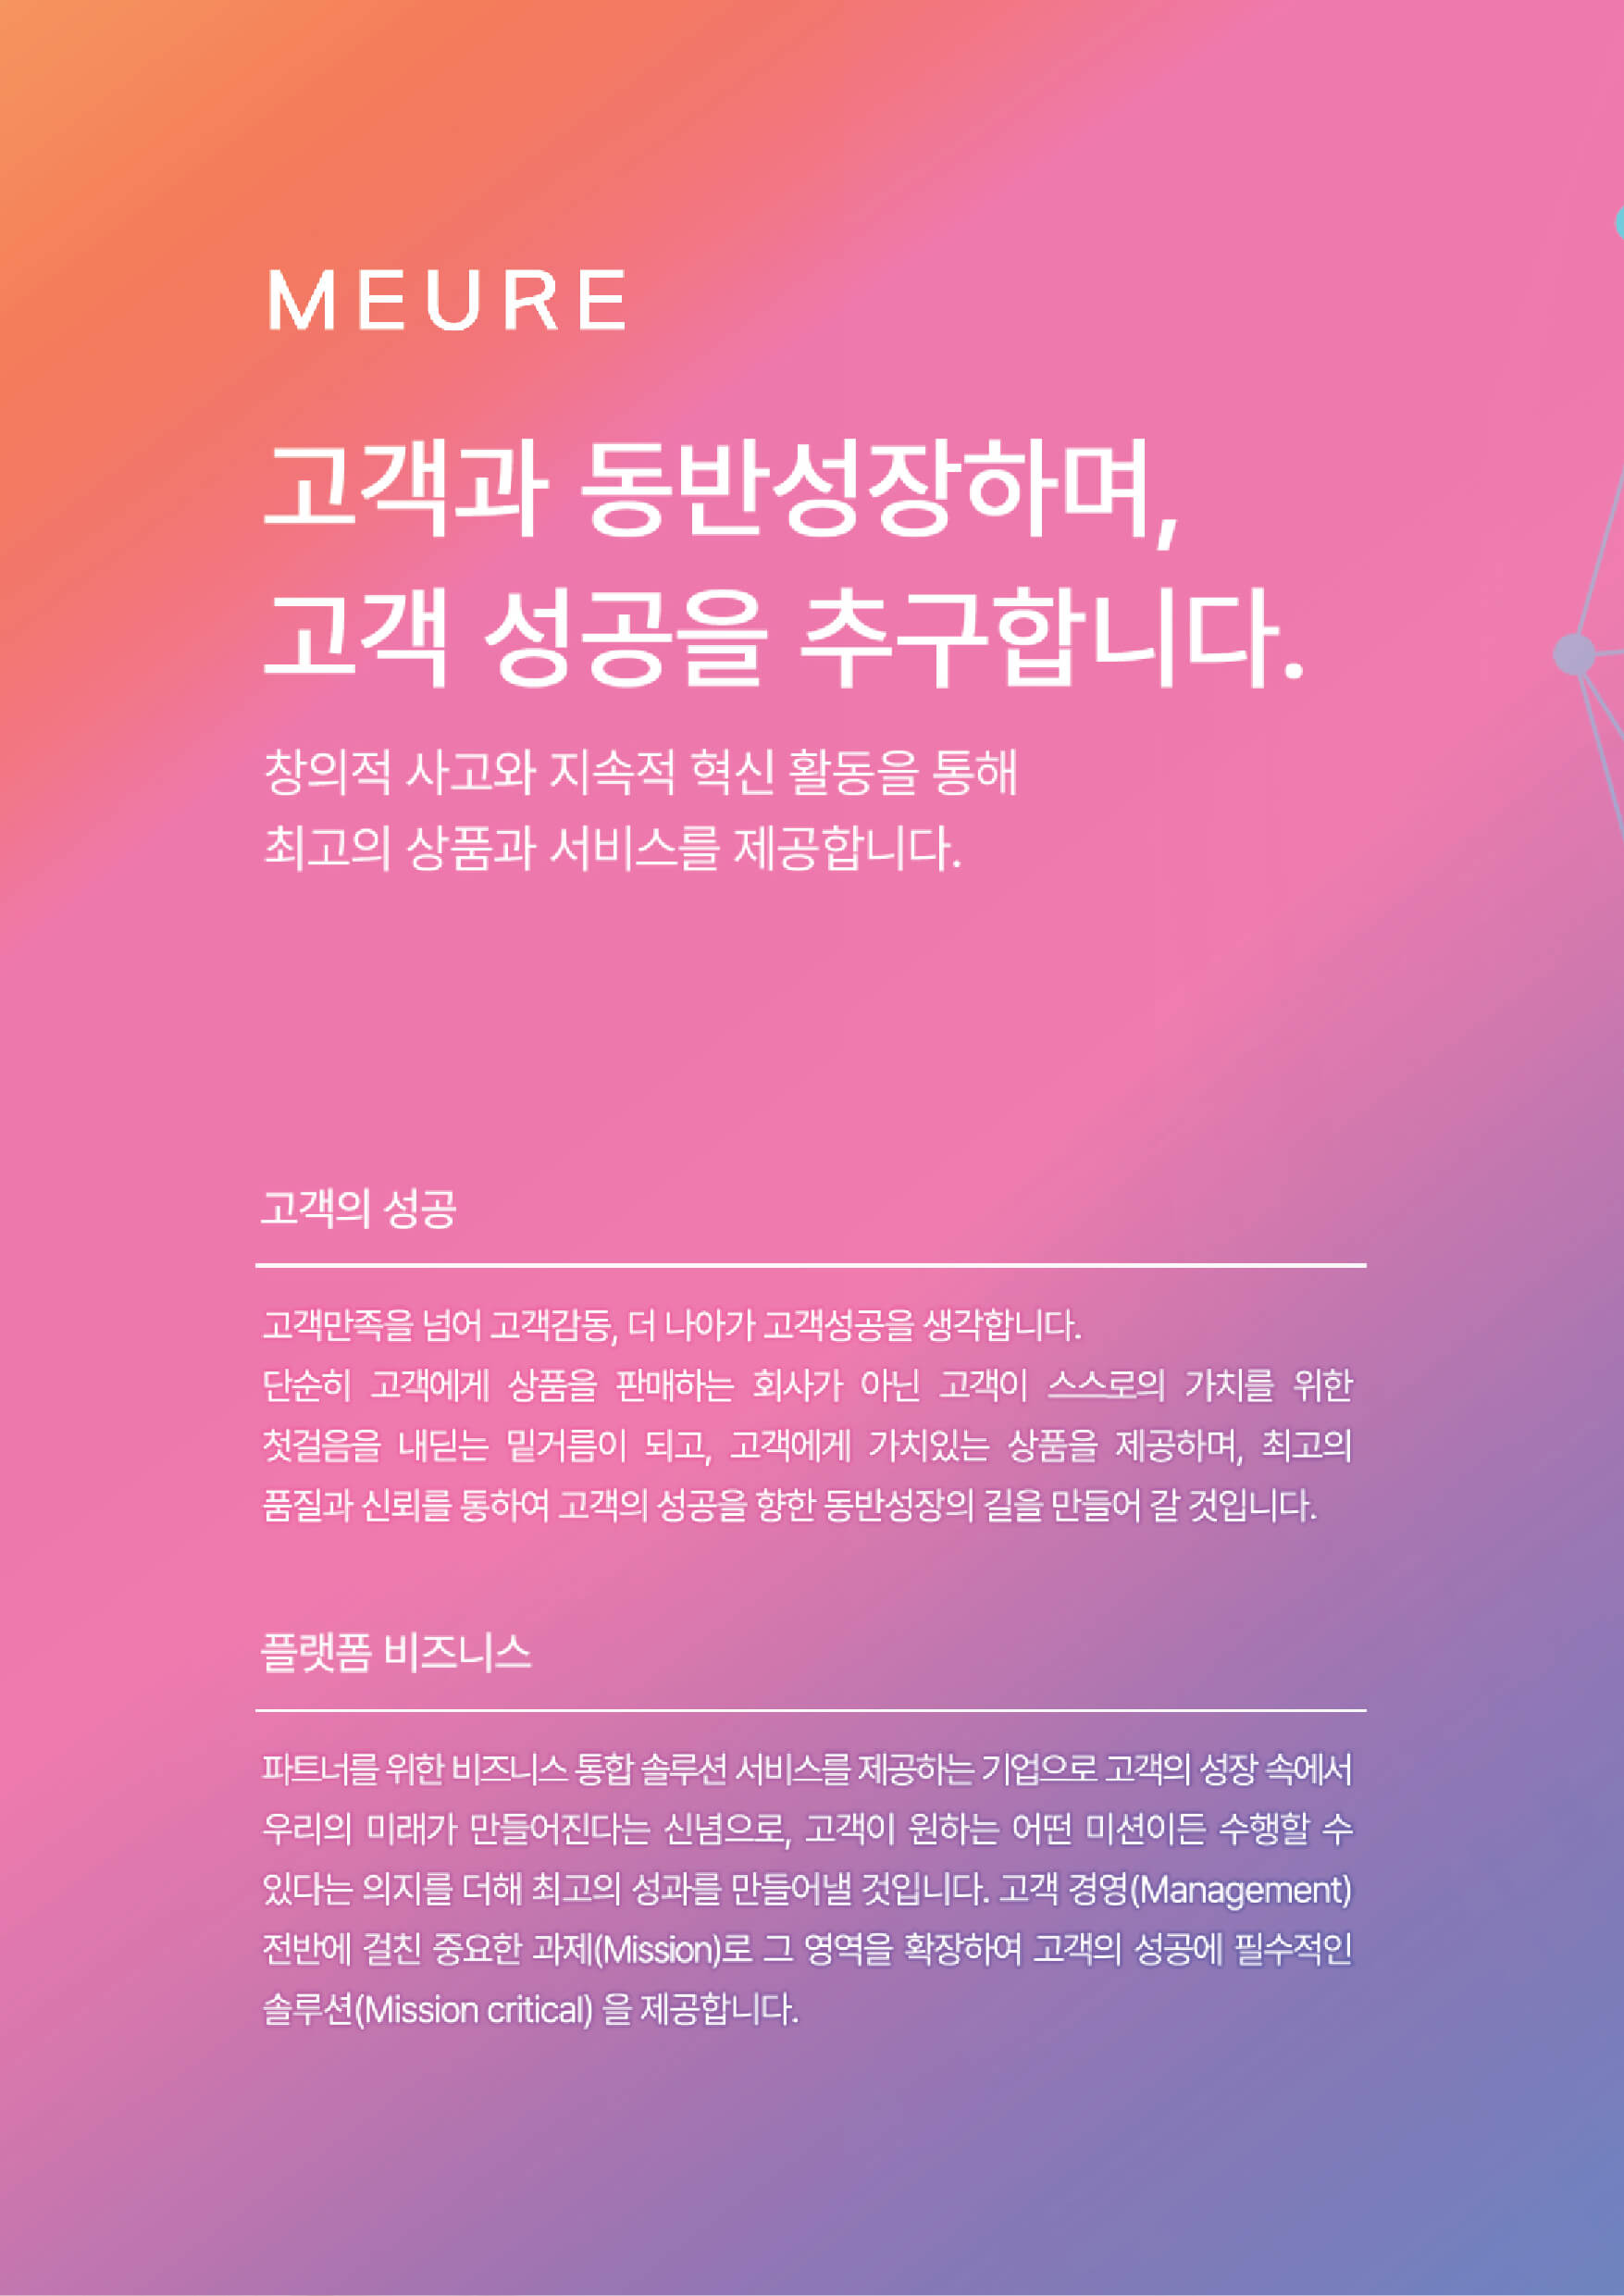 MEURE
고객과 동반성장하며,
고객 성공을 추구합니다.
창의적 사고와 지속적 혁신 활동을 통해
최고의 상품과 서비스를 제공합니다.
고객의 성공
고객만족을 넘어 고객감동, 더 나아가 고객성공을 생각합니다.
단순히 고객에게 상품을 판매하는 회사가 아닌 고객이 스스로의 가치를 위한
첫걸음을 내딛는 밑거름이 되고, 고객에게 가치있는 상품을 제공하며, 최고의
품질과 신뢰를 통하여 고객의 성공을 향한 동반성장의 길을 만들어 갈 것입니다.
플랫폼 비즈니스
파트너를 위한 비즈니스 통합 솔루션 서비스를 제공하는 기업으로 고객의 성장 속에서
우리의 미래가 만들어진다는 신념으로, 고객이 원하는 어떤 미션이든 수행할 수
있다는 의지를 더해 최고의 성과를 만들어낼 것입니다. 고객 경영(Management)
전반에 걸친 중요한 과제(Mission)로 그 영역을 확장하여 고객의 성공에 필수적인
솔루션(Mission critical) 을 제공합니다.